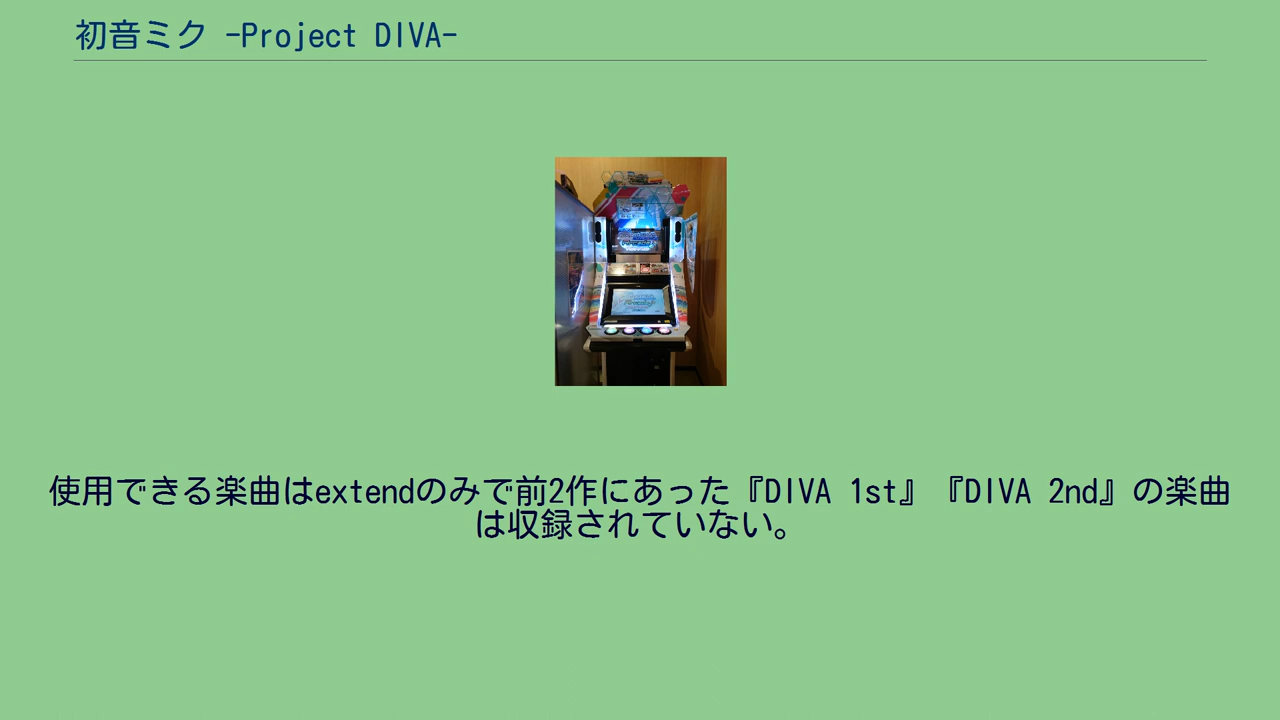 初音ミク -Project DIVA-
使用できる楽曲はextendのみで前2作にあった『DIVA 1st』『DIVA 2nd』の楽曲
は収録されていない。